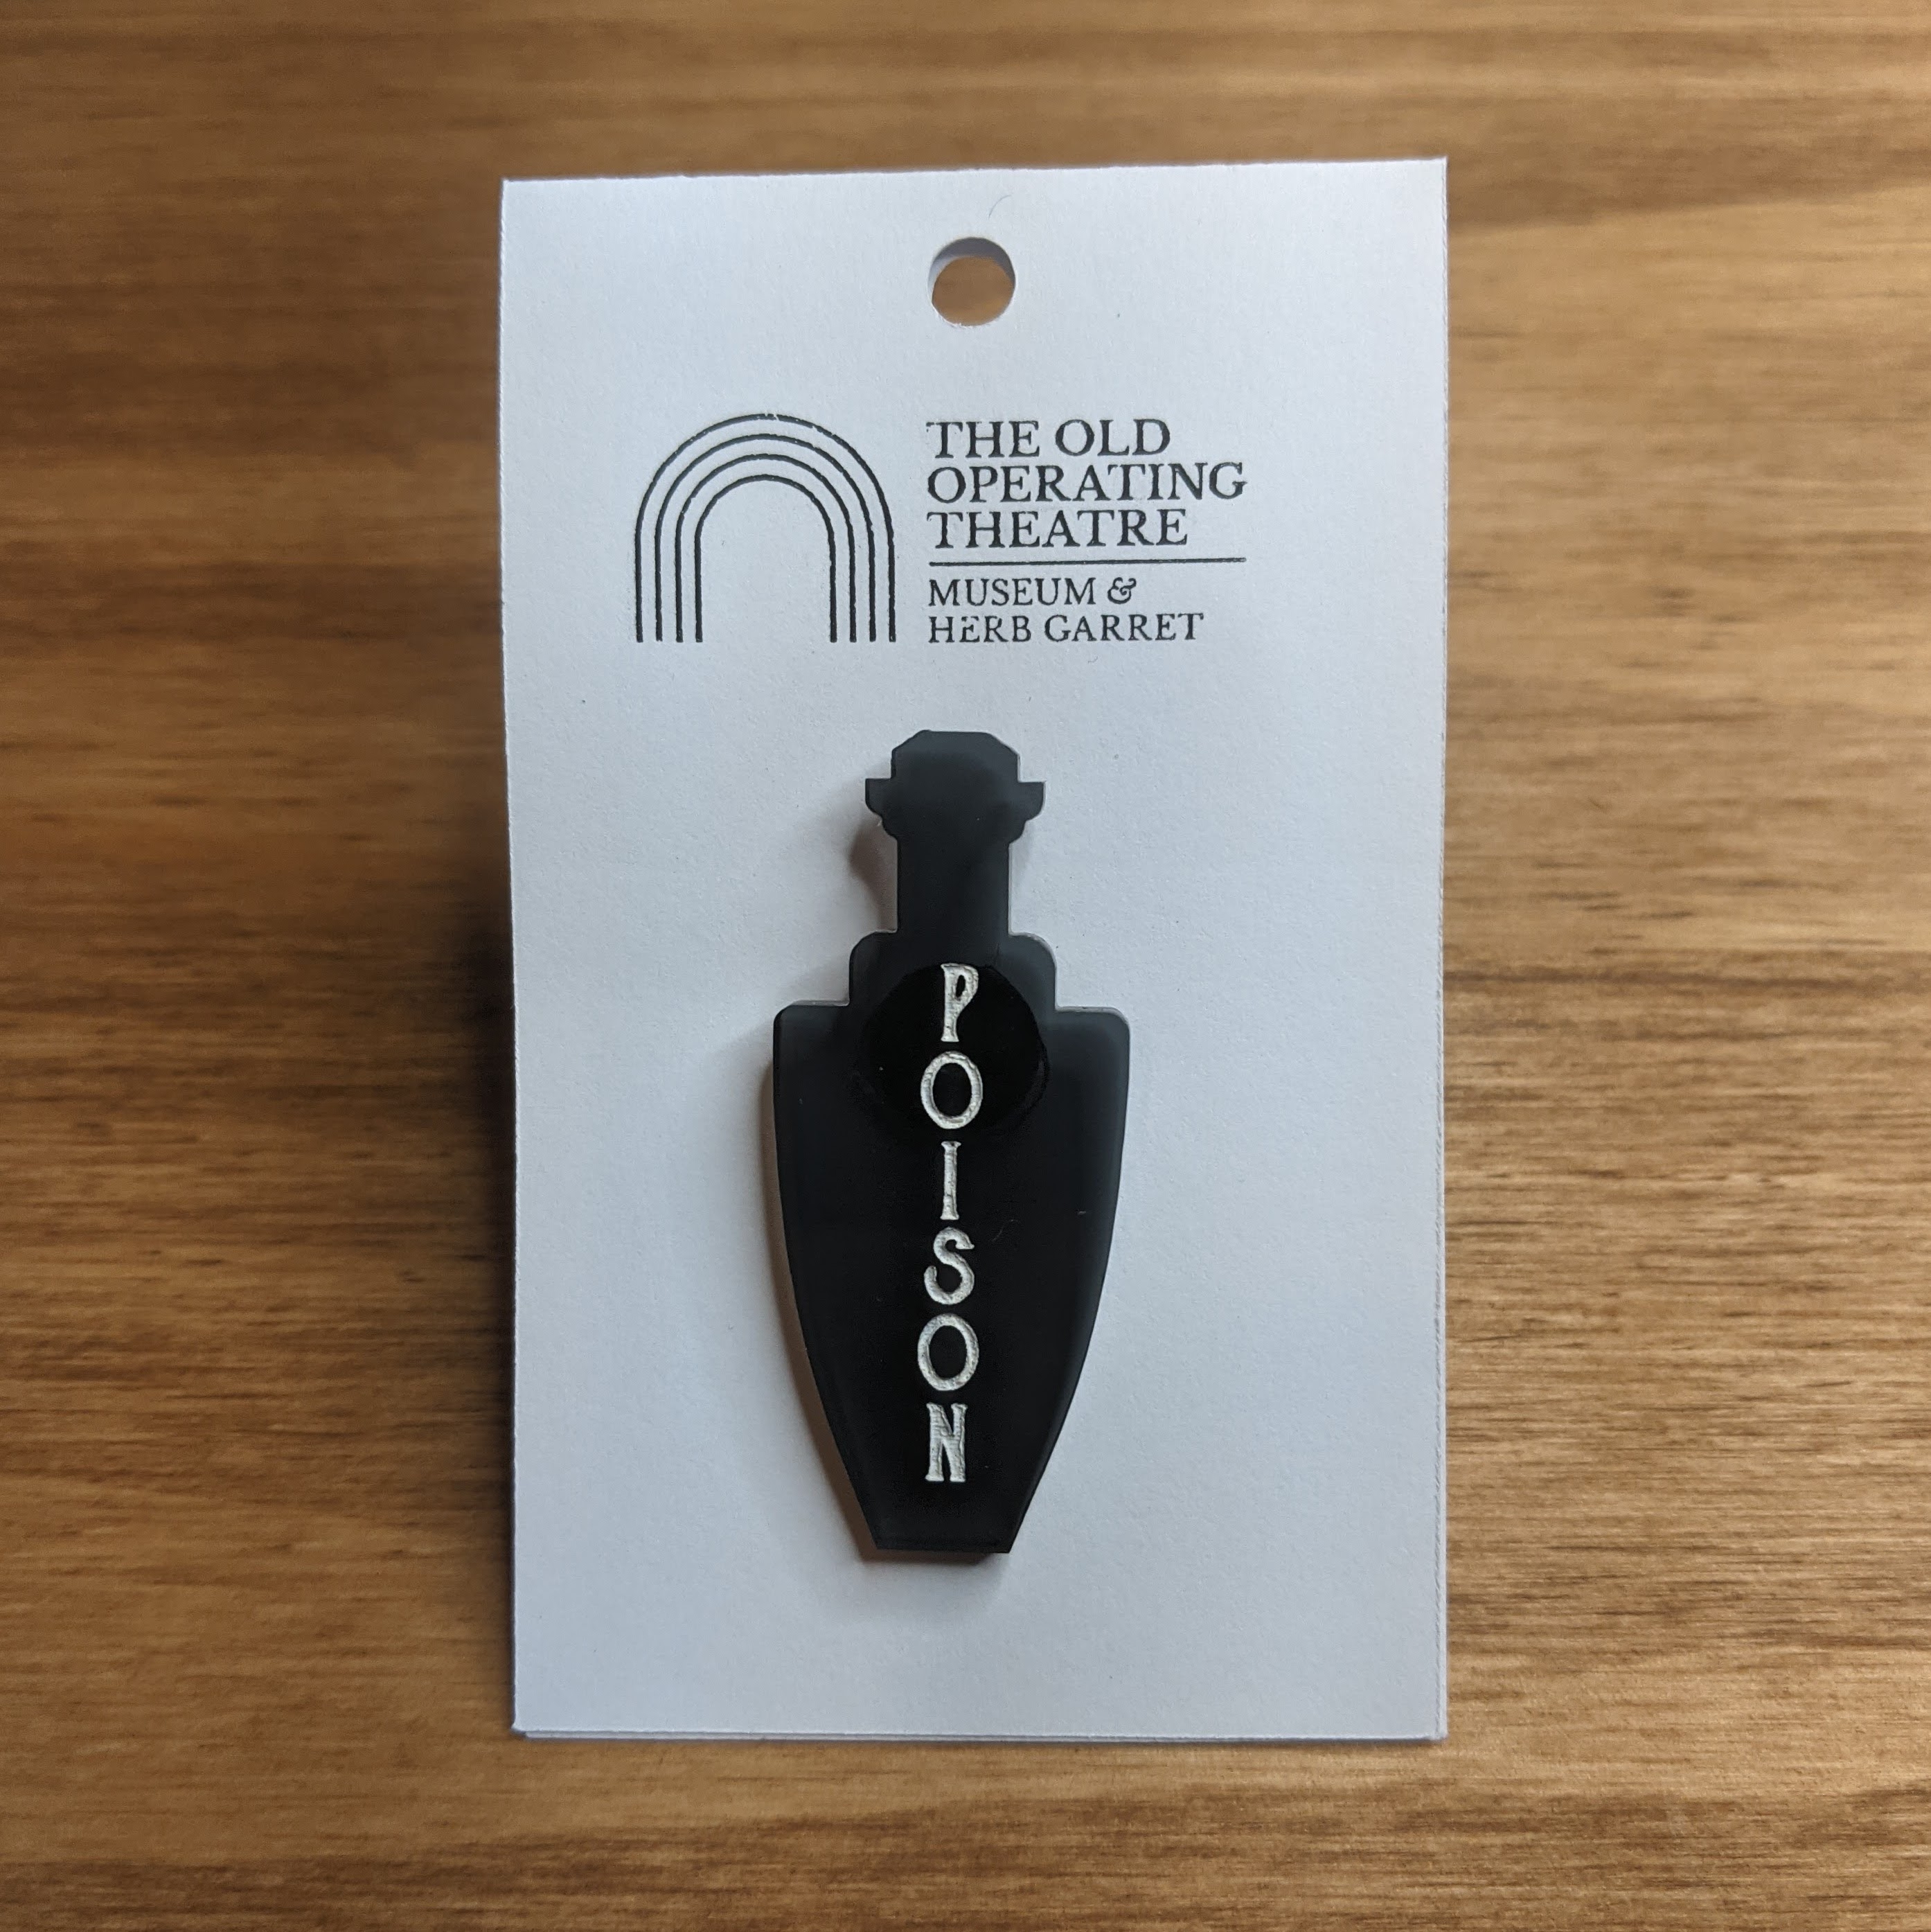 THE OLD
OPERATING
THEATRE
MUSEUM &
HERB GARRET
POISON